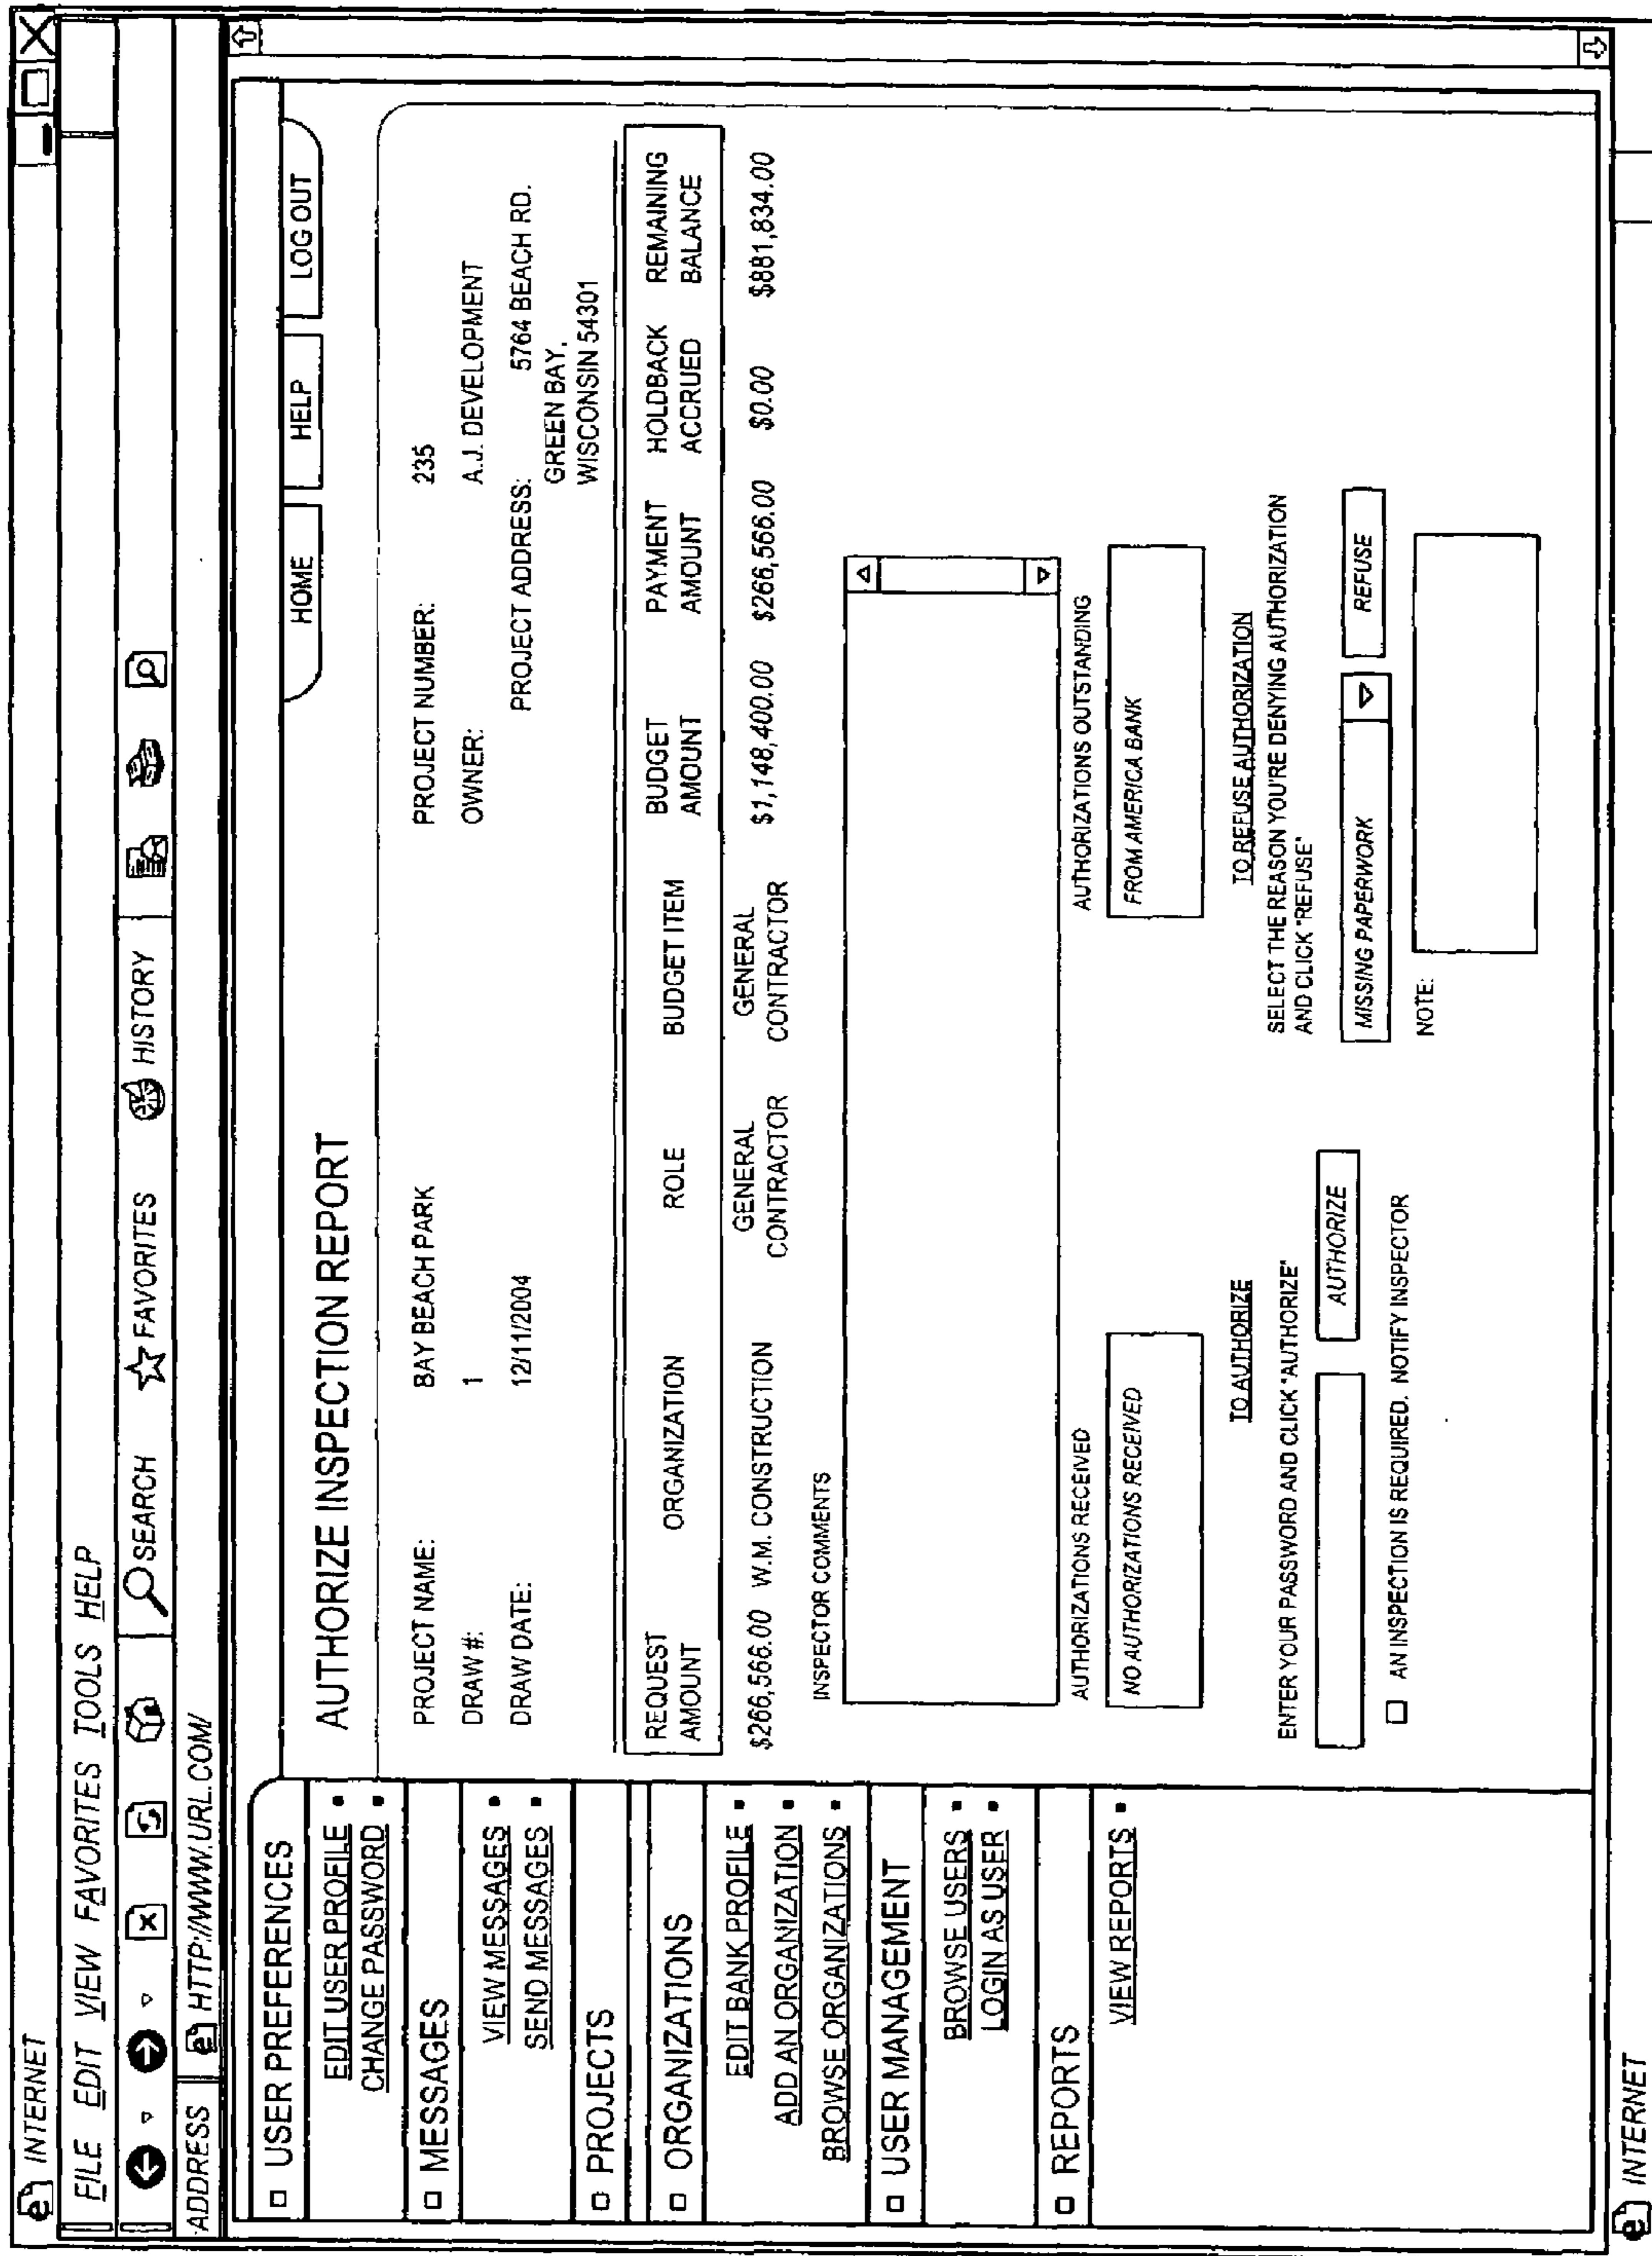 INTERNET
FILE EDIT VIEW FAVORITES TOOLS HELP
SEARCH FAVORITES HISTORY
ADDRESS HTTP://WWW.URL.COM/
USER PREFERENCES
EDIT USER PROFILE
CHANGE PASSWORD
MESSAGES
VIEW MESSAGES
SEND MESSAGES
PROJECTS
ORGANIZATIONS
EDIT BANK PROFILE
ADD AN ORGANIZATION
BROWSE ORGANIZATIONS
USER MANAGEMENT
BROWSE USERS
LOGIN AS USER
REPORTS
VIEW REPORTS
HOME HELP LOG OUT
AUTHORIZE INSPECTION REPORT
PROJECT NAME: BAY BEACH PARK PROJECT NUMBER: 235
DRAW #: 1 OWNER: A.J. DEVELOPMENT
DRAW DATE: 12/11/2004 PROJECT ADDRESS: 5764 BEACH RD.
GREEN BAY,
WISCONSIN 54301
REQUEST ORGANIZATION ROLE BUDGET ITEM BUDGET PAYMENT HOLDBACK REMAINING
AMOUNT AMOUNT AMOUNT ACCRUED BALANCE
$266,566.00 W.M. CONSTRUCTION GENERAL GENERAL $1,148,400.00 $266,566.00 $0.00 $881,834.00
CONTRACTOR CONTRACTOR
INSPECTOR COMMENTS
AUTHORIZATIONS RECEIVED AUTHORIZATIONS OUTSTANDING
NO AUTHORIZATIONS RECEIVED FROM AMERICA BANK
TO AUTHORIZE TO REFUSE AUTHORIZATION
ENTER YOUR PASSWORD AND CLICK "AUTHORIZE" SELECT THE REASON YOU'RE DENYING AUTHORIZATION
AND CLICK "REFUSE"
AUTHORIZE MISSING PAPERWORK REFUSE
AN INSPECTION IS REQUIRED. NOTIFY INSPECTOR NOTE:
INTERNET